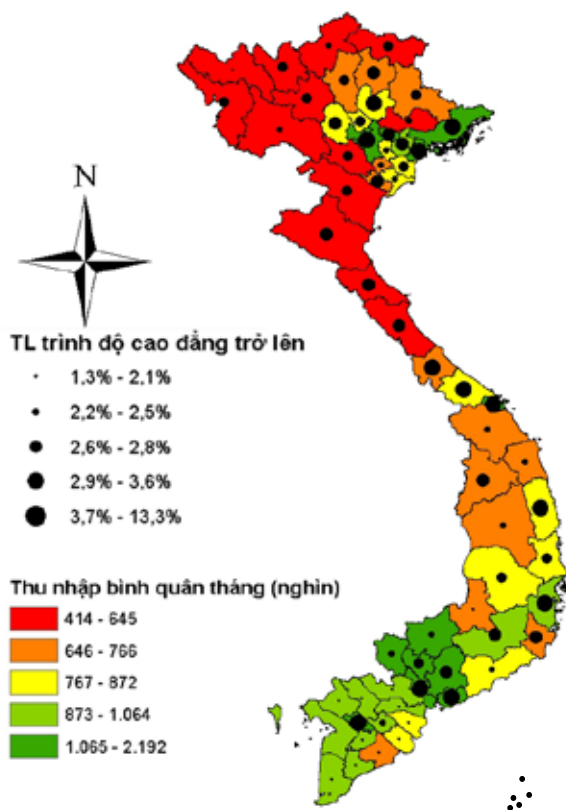 N
TL trình độ cao đẳng trở lên
1,3% - 2,1%
2,2% - 2,5%
2,6% - 2,8%
2,9% - 3,6%
3,7% - 13,3%
Thu nhập bình quân tháng (nghìn)
414 - 645
646 - 766
767 - 872
873 - 1.064
1.065 - 2.192